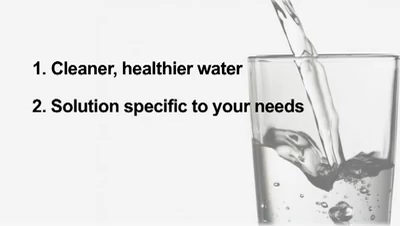 1. Cleaner, healthier water
2. Solution specific to your needs